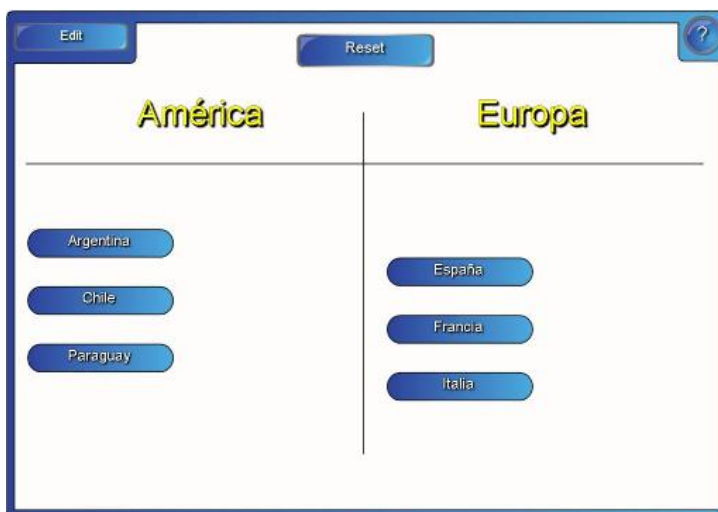 Edit
Reset
?
América
Europa
Argentina
Chile
Paraguay
España
Francia
Italia